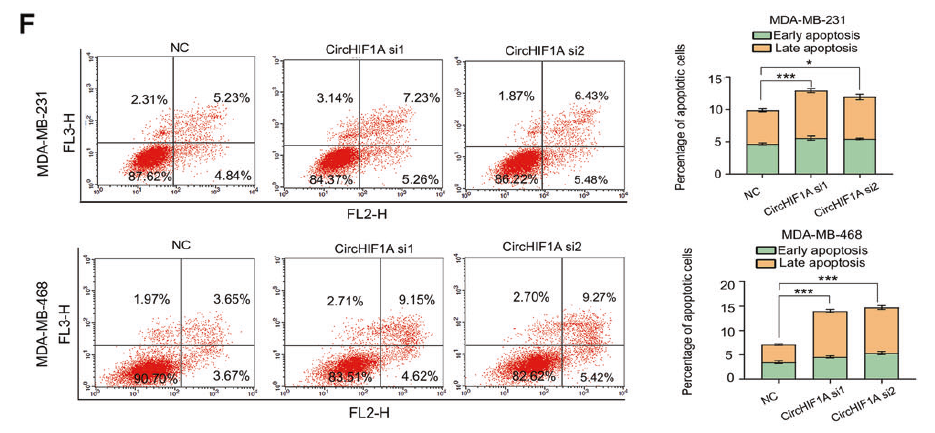 F
NC
CircHIF1A si1
CircHIF1A si2
MDA-MB-231
FL3-H
2.31%
5.23%
87.62%
4.84%
3.14%
7.23%
84.37%
5.26%
1.87%
6.43%
86.22%
5.48%
FL2-H
MDA-MB-231
Early apoptosis
Late apoptosis
Percentage of apoptotic cells
15
10
5
0
***
*
NC
CircHIF1A si1
CircHIF1A si2
NC
CircHIF1A si1
CircHIF1A si2
MDA-MB-468
FL3-H
1.97%
3.65%
90.70%
3.67%
2.71%
9.15%
83.51%
4.62%
2.70%
9.27%
82.62%
5.42%
FL2-H
MDA-MB-468
Early apoptosis
Late apoptosis
Percentage of apoptotic cells
20
15
10
5
0
***
***
NC
CircHIF1A si1
CircHIF1A si2